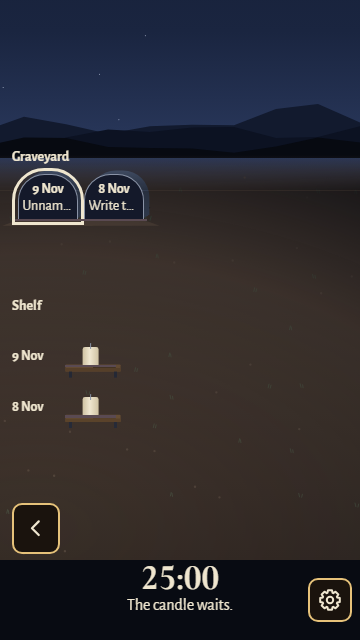 Graveyard
9 Nov
Unnam...
8 Nov
Write t...
Shelf
9 Nov
8 Nov
25:00
The candle waits.